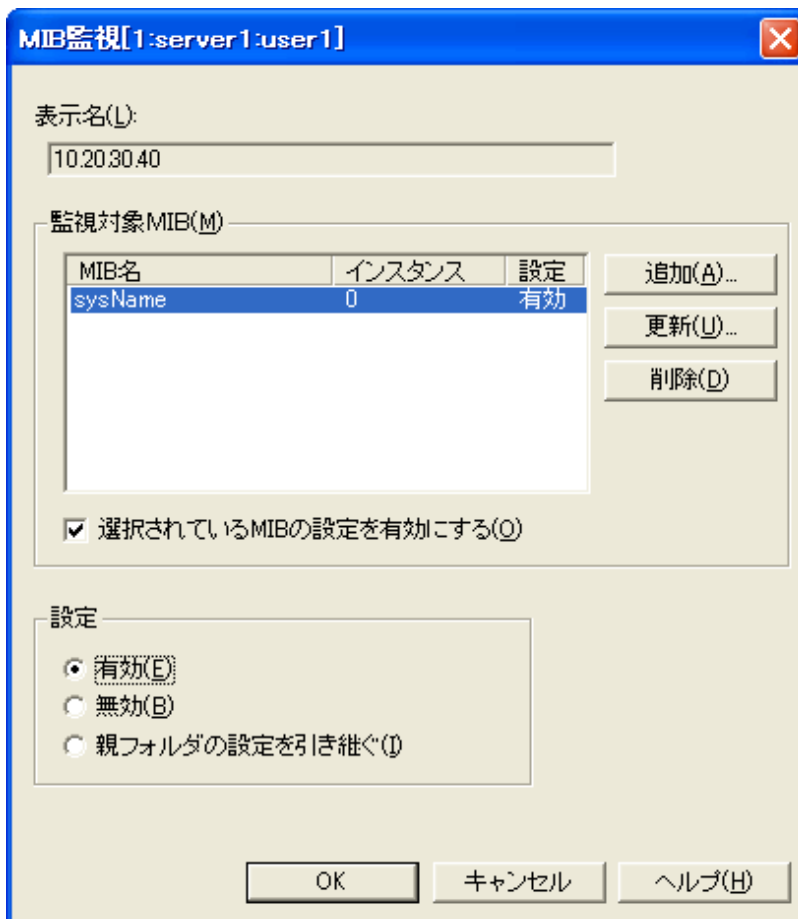 MIB監視[1:server1:user1]
表示名(L):
10.20.30.40
監視対象MIB(M)
MIB名 インスタンス 設定
sysName 0 有効
追加(A)...
更新(U)...
削除(D)
選択されているMIBの設定を有効にする(O)
設定
有効(E)
無効(B)
親フォルダの設定を引き継ぐ(I)
OK キャンセル ヘルプ(H)